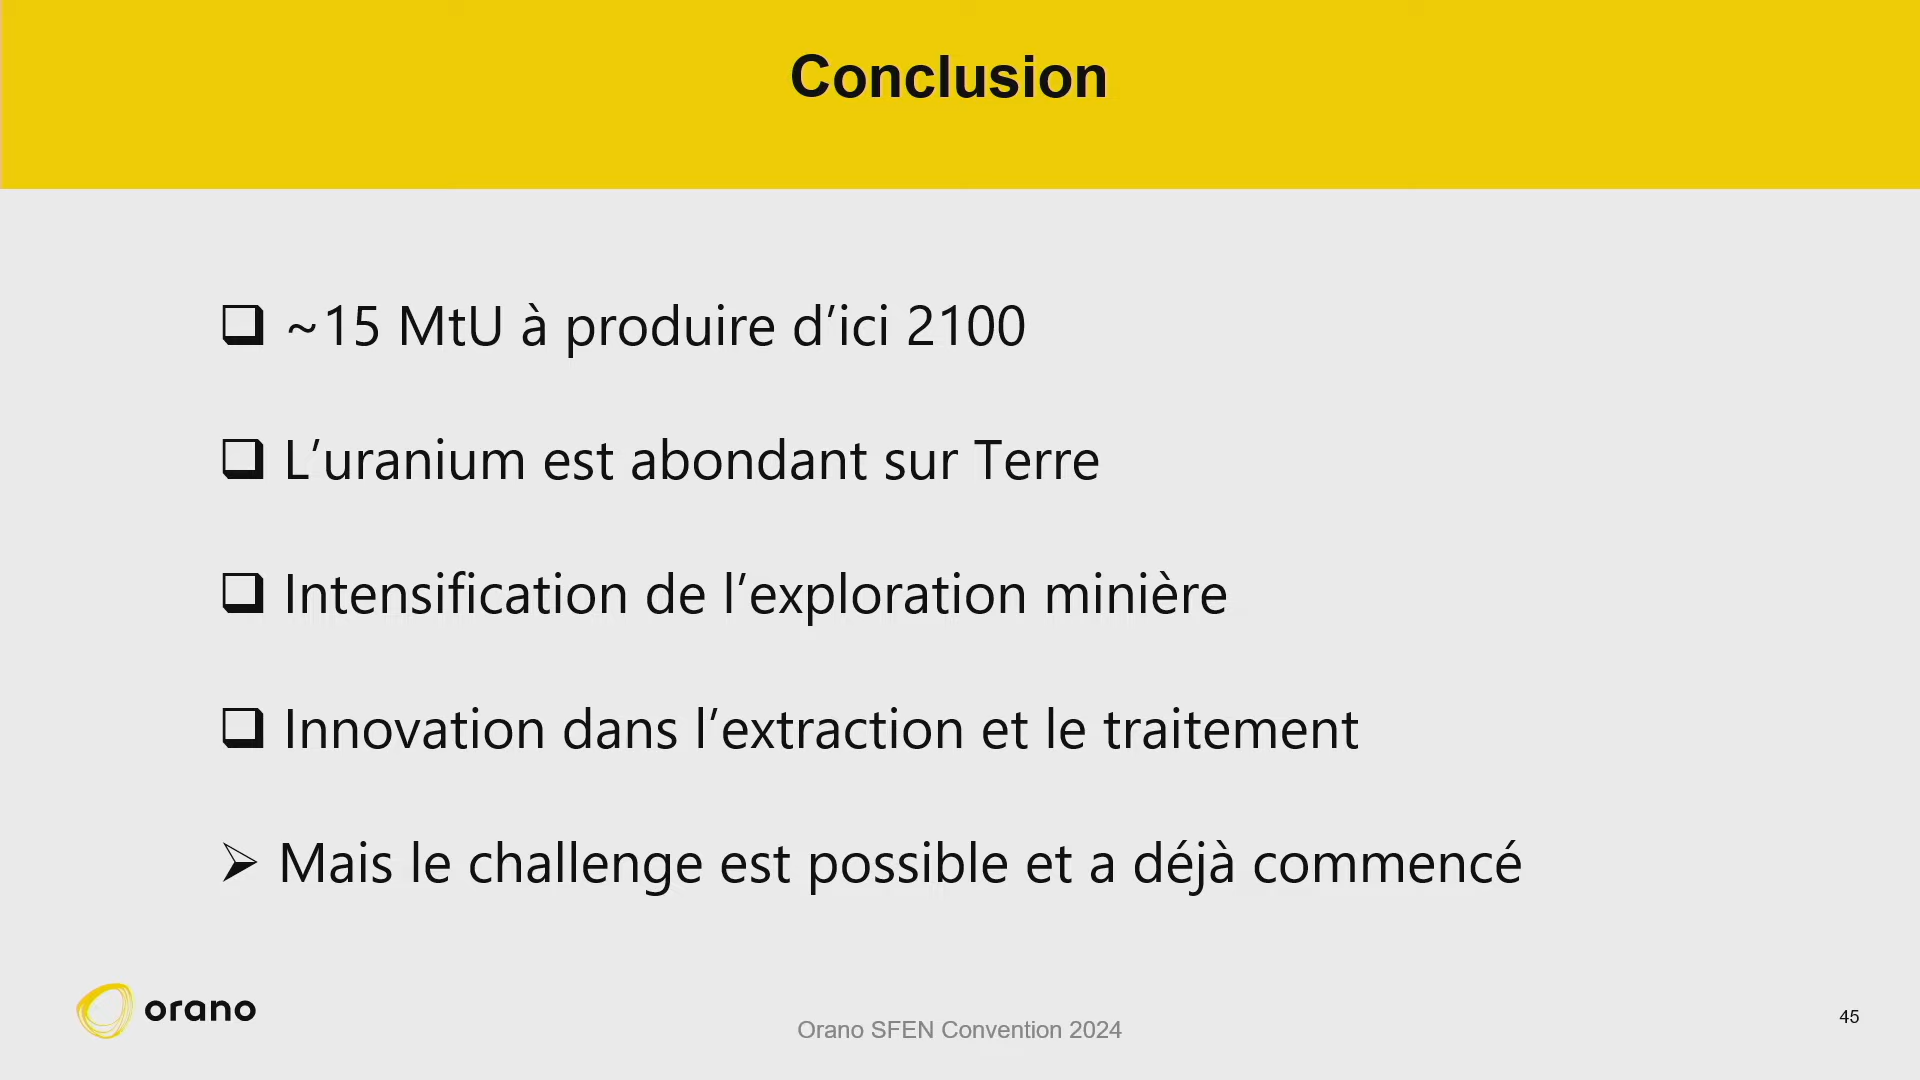 Conclusion
~15 MtU à produire d’ici 2100
L’uranium est abondant sur Terre
Intensification de l’exploration minière
Innovation dans l’extraction et le traitement
Mais le challenge est possible et a déjà commencé
orano
Orano SFEN Convention 2024
45